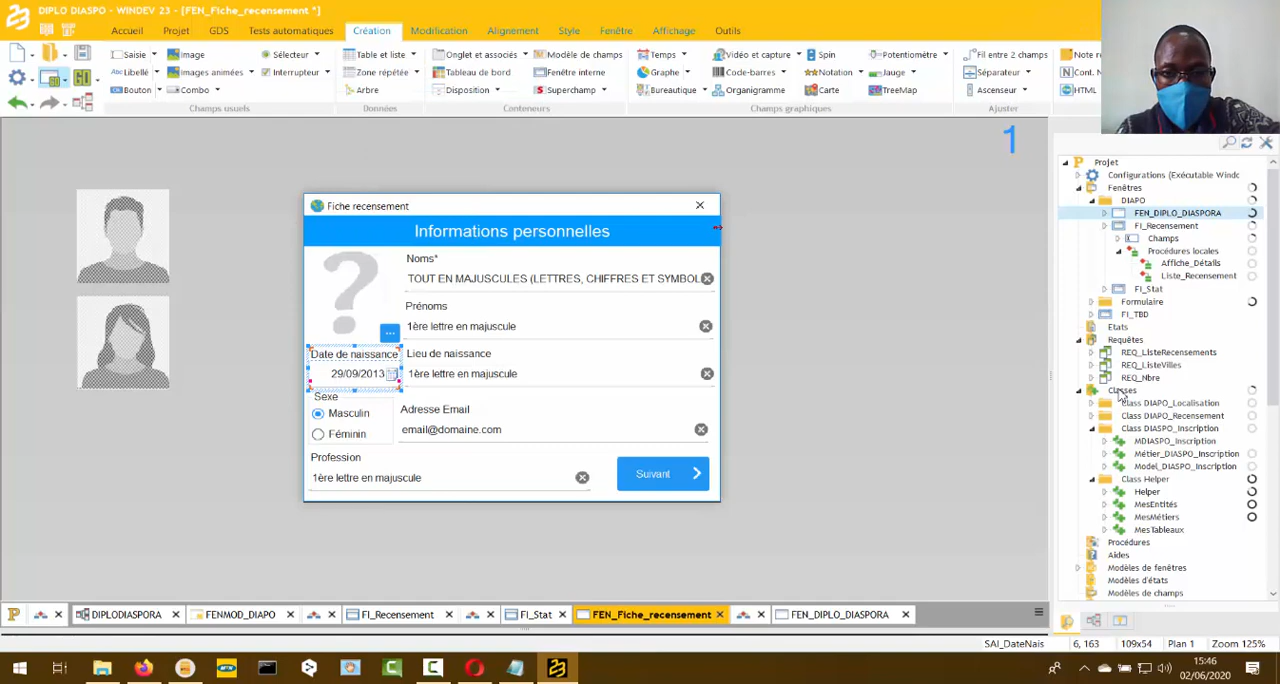 DIPLO DIASPO - WINDEV 23 - [FEN_Fiche_recensement *]
Accueil Projet GDS Tests automatiques Création Modification Alignement Style Fenêtre Affichage Outils
Saisie Image Sélecteur Table et liste Onglet et associés Modèle de champs Temps Vidéo et capture Spin Potentiomètre Fil entre 2 champs Note
Abc Libellé Images animées Interrupteur Zone répétée Tableau de bord Fenêtre interne Graphe Code-barres Notation Jauge Séparateur Cont.
GO Bouton Combo Arbre Disposition Superchamp Bureautique Organigramme Carte TreeMap Ascenseur HTML
Champs usuels Données Conteneurs Champs graphiques Ajuster
1
Fiche recensement
Informations personnelles
Noms*
TOUT EN MAJUSCULES (LETTRES, CHIFFRES ET SYMBOL
Prénoms
1ère lettre en majuscule
...
Date de naissance
29/09/2013
Lieu de naissance
1ère lettre en majuscule
Sexe
Masculin
Féminin
Adresse Email
email@domaine.com
Profession
1ère lettre en majuscule
Suivant
Projet
Configurations (Exécutable Windc
Fenêtres
DIAPO
FEN_DIPLO_DIASPORA
FI_Recensement
Champs
Procédures locales
Affiche_Détails
Liste_Recensement
FI_Stat
Formulaire
FI_TBD
Etats
Requêtes
REQ_ListeRecensements
REQ_ListeVilles
REQ_Nbre
Classes
Class DIAPO_Localisation
Class DIAPO_Recensement
Class DIASPO_Inscription
MDIASPO_Inscription
Métier_DIASPO_Inscription
Model_DIASPO_Inscription
Class Helper
Helper
MesEntités
MesMétiers
MesTableaux
Procédures
Aides
Modèles de fenêtres
Modèles d'états
Modèles de champs
DIPLODIASPORA FENMOD_DIAPO FI_Recensement FI_Stat FEN_Fiche_recensement FEN_DIPLO_DIASPORA
SAI_DateNais 6, 163 109x54 Plan 1 Zoom 125%
15:46
02/06/2020